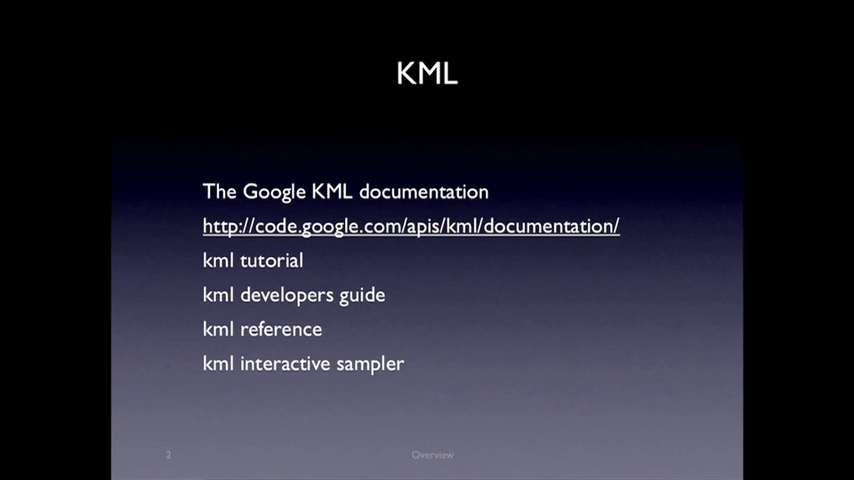 KML
The Google KML documentation
http://code.google.com/apis/kml/documentation/
kml tutorial
kml developers guide
kml reference
kml interactive sampler
2
Overview